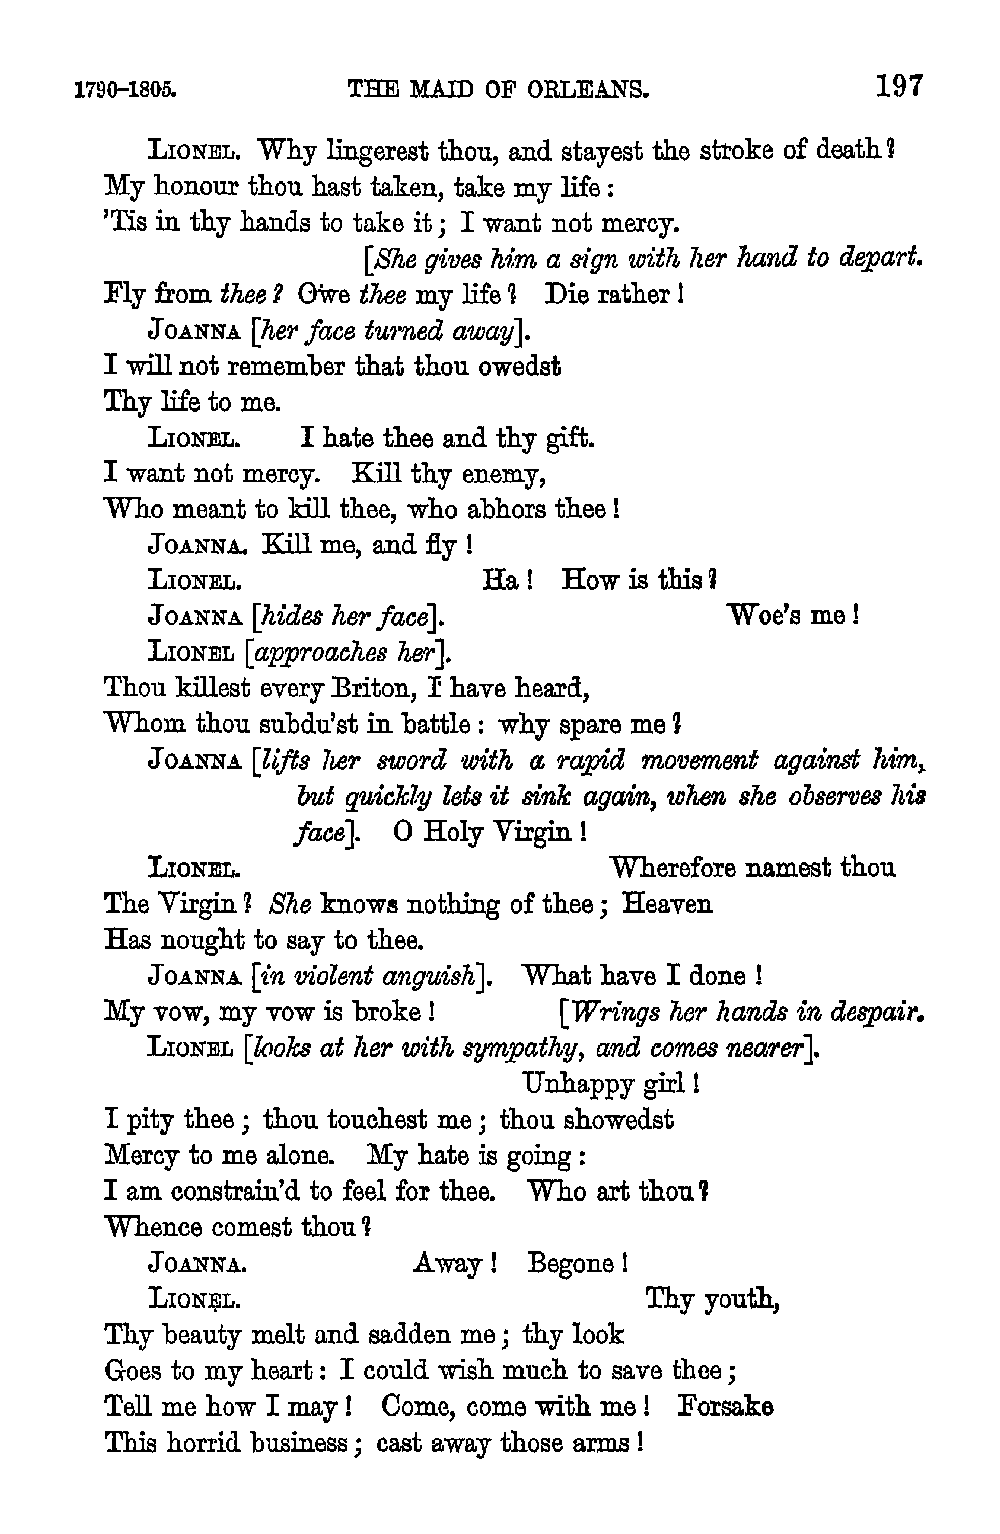 1790–1805. THE MAID OF ORLEANS. 197
LIONEL. Why lingerest thou, and stayest the stroke of death?
My honour thou hast taken, take my life:
'Tis in thy hands to take it; I want not mercy.
[She gives him a sign with her hand to depart.
Fly from thee? Owe thee my life? Die rather!
JOANNA [her face turned away].
I will not remember that thou owedst
Thy life to me.
LIONEL. I hate thee and thy gift.
I want not mercy. Kill thy enemy,
Who meant to kill thee, who abhors thee!
JOANNA. Kill me, and fly!
LIONEL. Ha! How is this?
JOANNA [hides her face]. Woe's me!
LIONEL [approaches her].
Thou killest every Briton, I have heard,
Whom thou subdu'st in battle: why spare me?
JOANNA [lifts her sword with a rapid movement against him,
but quickly lets it sink again, when she observes his
face]. O Holy Virgin!
LIONEL. Wherefore namest thou
The Virgin? She knows nothing of thee; Heaven
Has nought to say to thee.
JOANNA [in violent anguish]. What have I done!
My vow, my vow is broke! [Wrings her hands in despair.
LIONEL [looks at her with sympathy, and comes nearer].
Unhappy girl!
I pity thee; thou touchest me; thou showedst
Mercy to me alone. My hate is going:
I am constrain'd to feel for thee. Who art thou?
Whence comest thou?
JOANNA. Away! Begone!
LIONEL. Thy youth,
Thy beauty melt and sadden me; thy look
Goes to my heart: I could wish much to save thee;
Tell me how I may! Come, come with me! Forsake
This horrid business; cast away those arms!